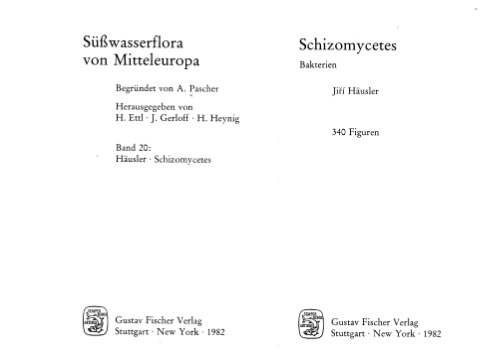 Süßwasserflora
von Mitteleuropa
Begründet von A. Pascher
Herausgegeben von
H. Ettl · J. Gerloff · H. Heynig
Band 20:
Häusler · Schizomycetes
Gustav Fischer Verlag
Stuttgart · New York · 1982
Schizomycetes
Bakterien
Jiří Häusler
340 Figuren
Gustav Fischer Verlag
Stuttgart · New York · 1982